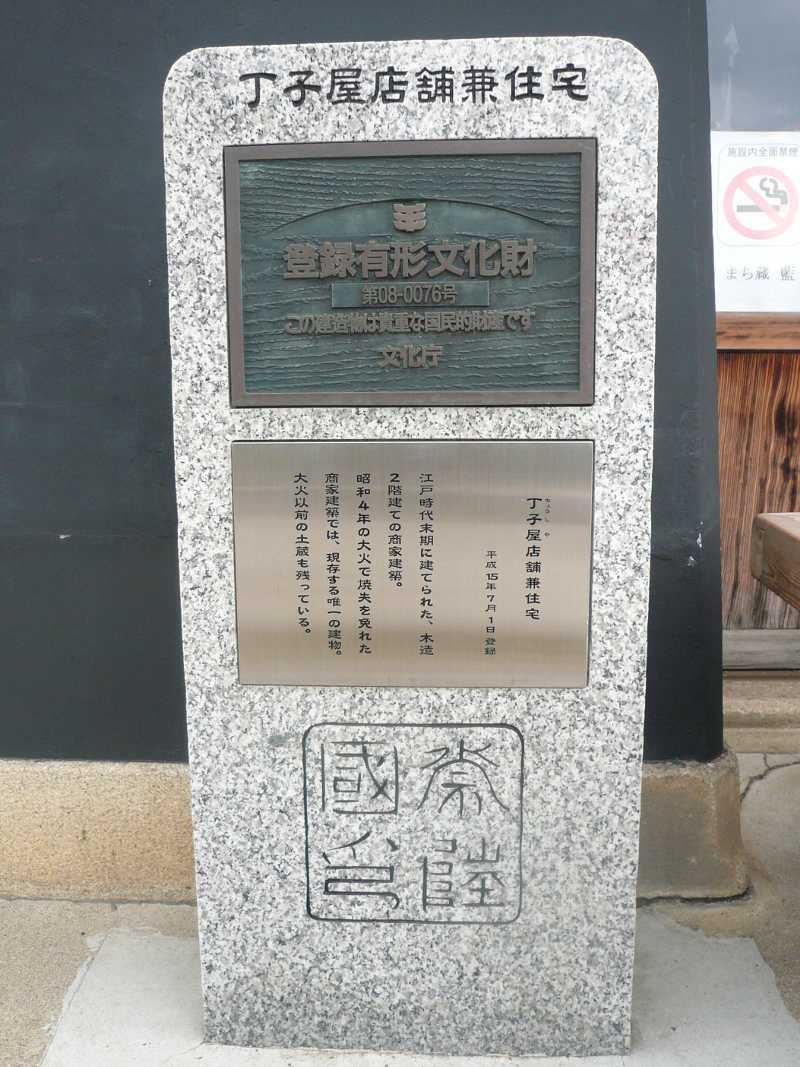 丁子屋店舗兼住宅
登録有形文化財
第08-0076号
この建造物は貴重な国民的財産です
文化庁
ちょうじや
丁子屋店舗兼住宅
平成15年7月1日登録
江戸時代末期に建てられた、木造
2階建ての商家建築。
昭和4年の大火で焼失を免れた
商家建築では、現存する唯一の建物。
大火以前の土蔵も残っている。
施設内全面禁煙
まち蔵 藍